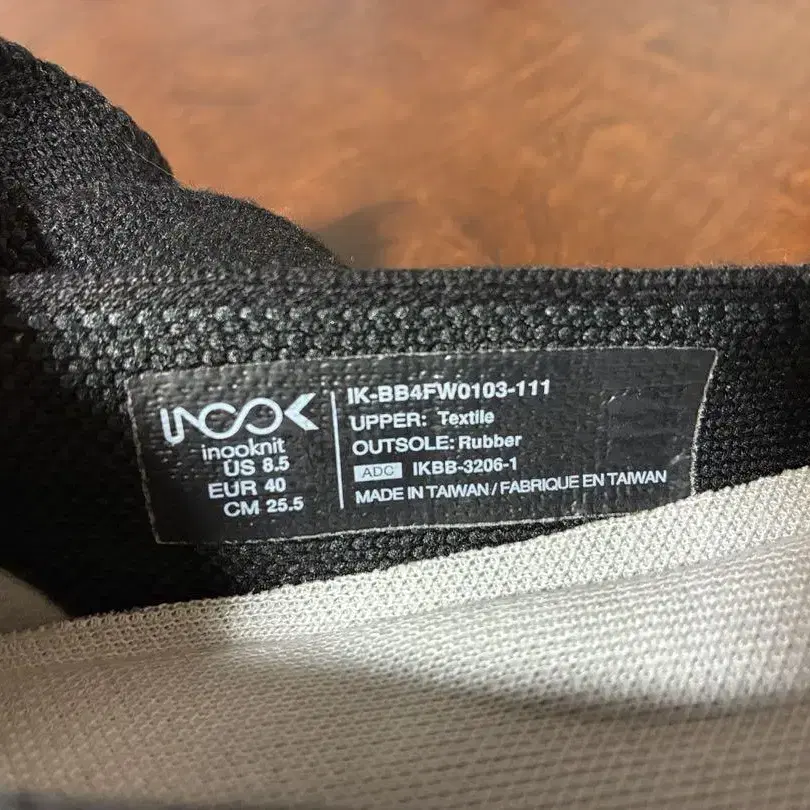 INOOK
inooknit
US 8.5
EUR 40
CM 25.5
IK-BB4FW0103-111
UPPER: Textile
OUTSOLE: Rubber
ADC IKBB-3206-1
MADE IN TAIWAN / FABRIQUE EN TAIWAN